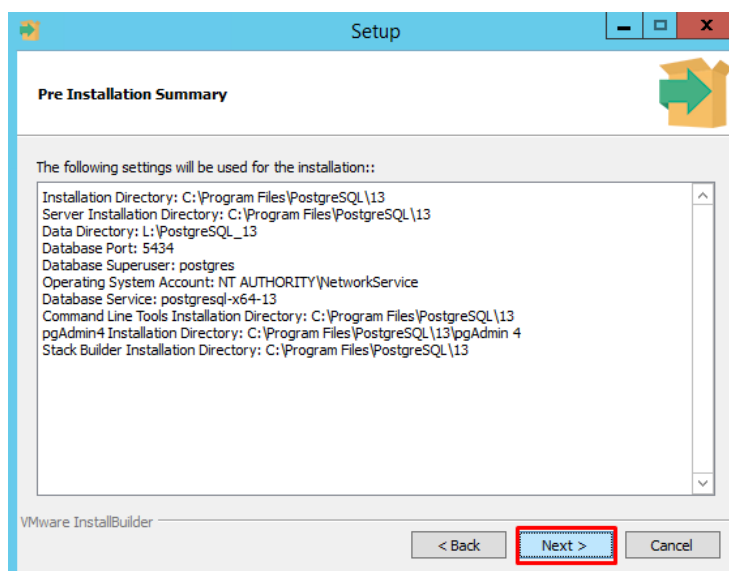 Setup
Pre Installation Summary
The following settings will be used for the installation::
Installation Directory: C:\Program Files\PostgreSQL\13
Server Installation Directory: C:\Program Files\PostgreSQL\13
Data Directory: L:\PostgreSQL_13
Database Port: 5434
Database Superuser: postgres
Operating System Account: NT AUTHORITY\NetworkService
Database Service: postgresql-x64-13
Command Line Tools Installation Directory: C:\Program Files\PostgreSQL\13
pgAdmin4 Installation Directory: C:\Program Files\PostgreSQL\13\pgAdmin 4
Stack Builder Installation Directory: C:\Program Files\PostgreSQL\13
VMware InstallBuilder
< Back Next > Cancel